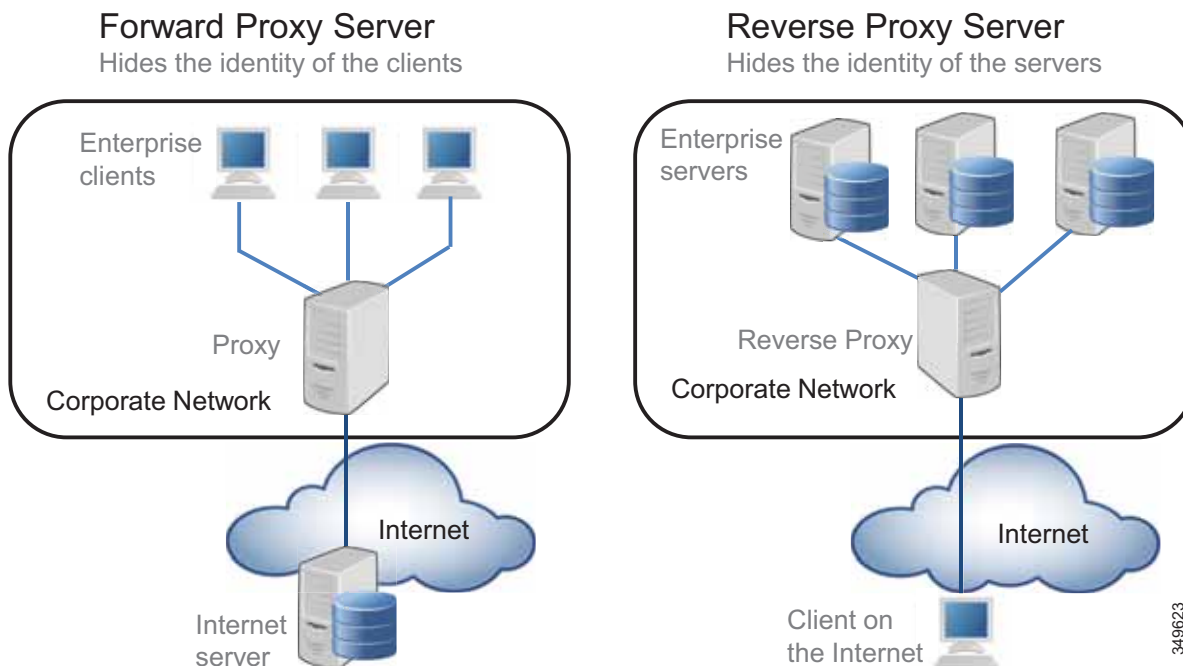 Forward Proxy Server
Hides the identity of the clients
Enterprise
clients
Proxy
Corporate Network
Internet
Internet
server
Reverse Proxy Server
Hides the identity of the servers
Enterprise
servers
Reverse Proxy
Corporate Network
Internet
Client on
the Internet
349623